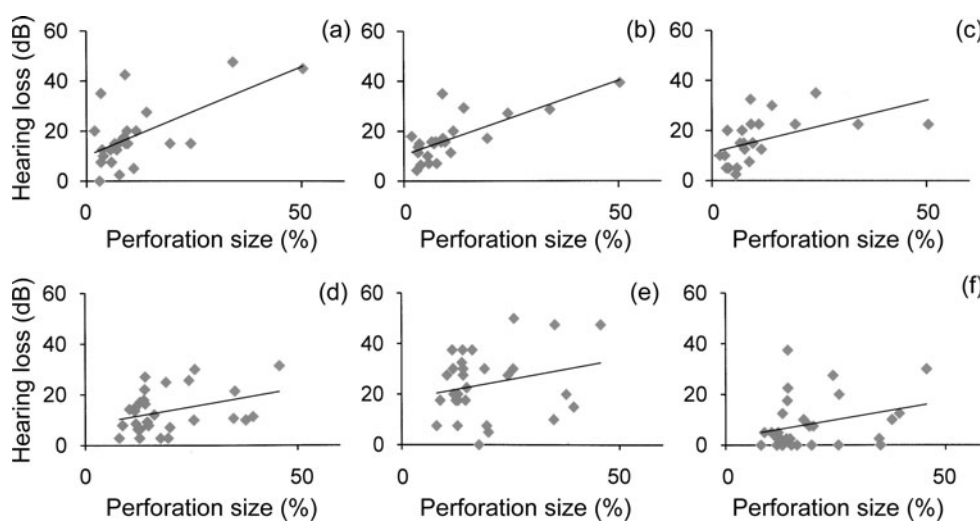 (a) (b) (c)
Hearing loss (dB)
60 60 60
40 40 40
20 20 20
0 0 0
0 50 0 50 0 50
Perforation size (%) Perforation size (%) Perforation size (%)
(d) (e) (f)
Hearing loss (dB)
60 60 60
40 40 40
20 20 20
0 0 0
0 50 0 50 0 50
Perforation size (%) Perforation size (%) Perforation size (%)